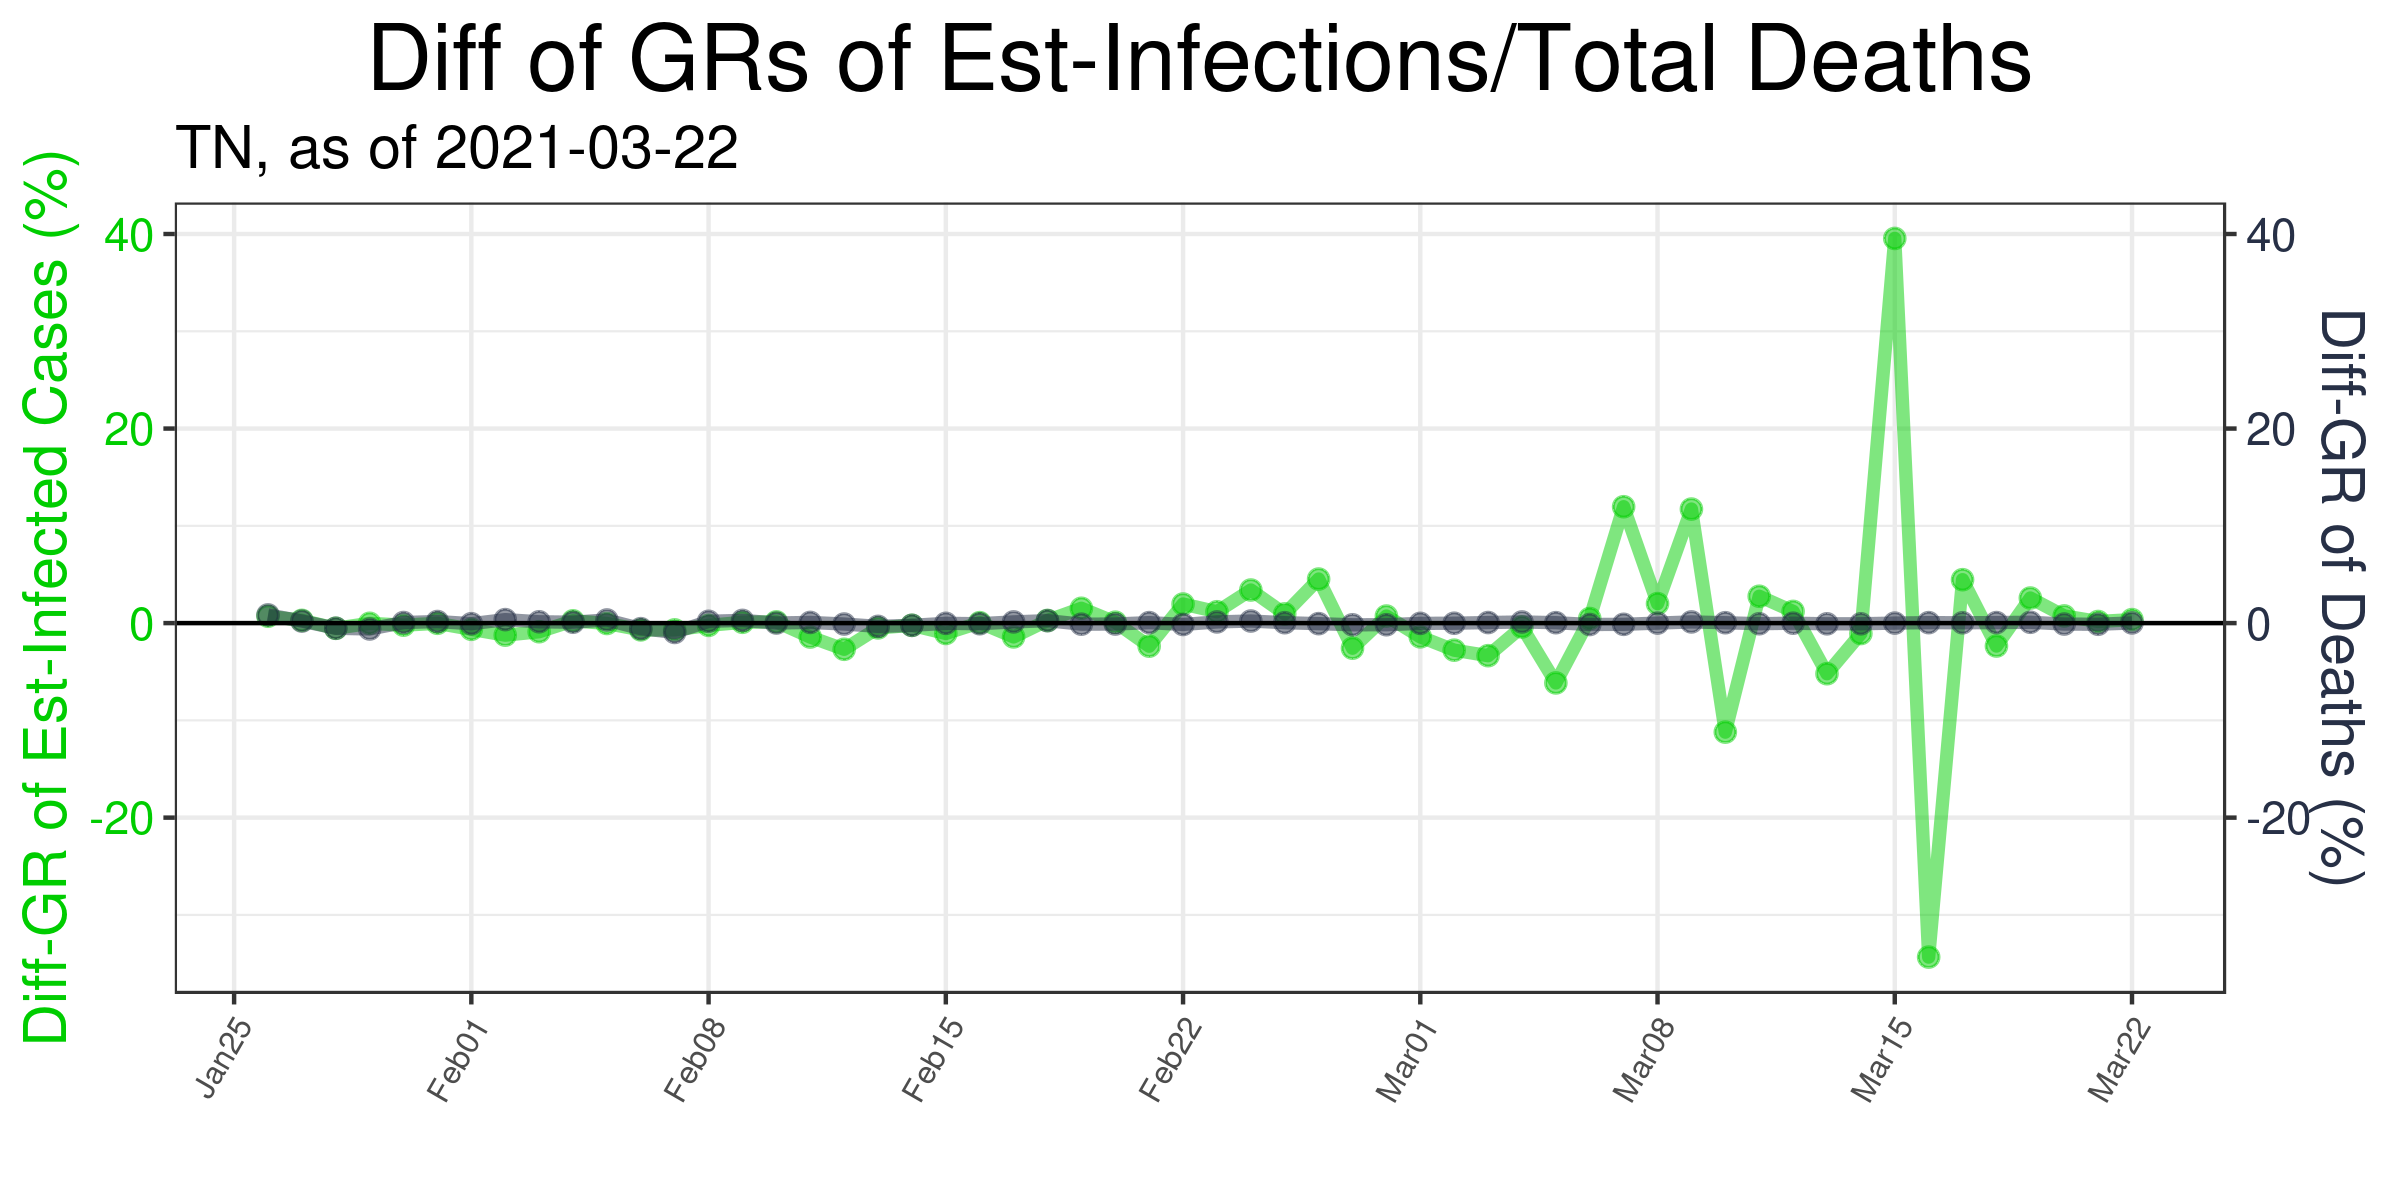 Diff of GRs of Est-Infections/Total Deaths
TN, as of 2021-03-22
Diff-GR of Est-Infected Cases (%)
40
20
0
-20
40
20
0
-20
Diff-GR of Deaths (%)
Jan25
Feb01
Feb08
Feb15
Feb22
Mar01
Mar08
Mar15
Mar22